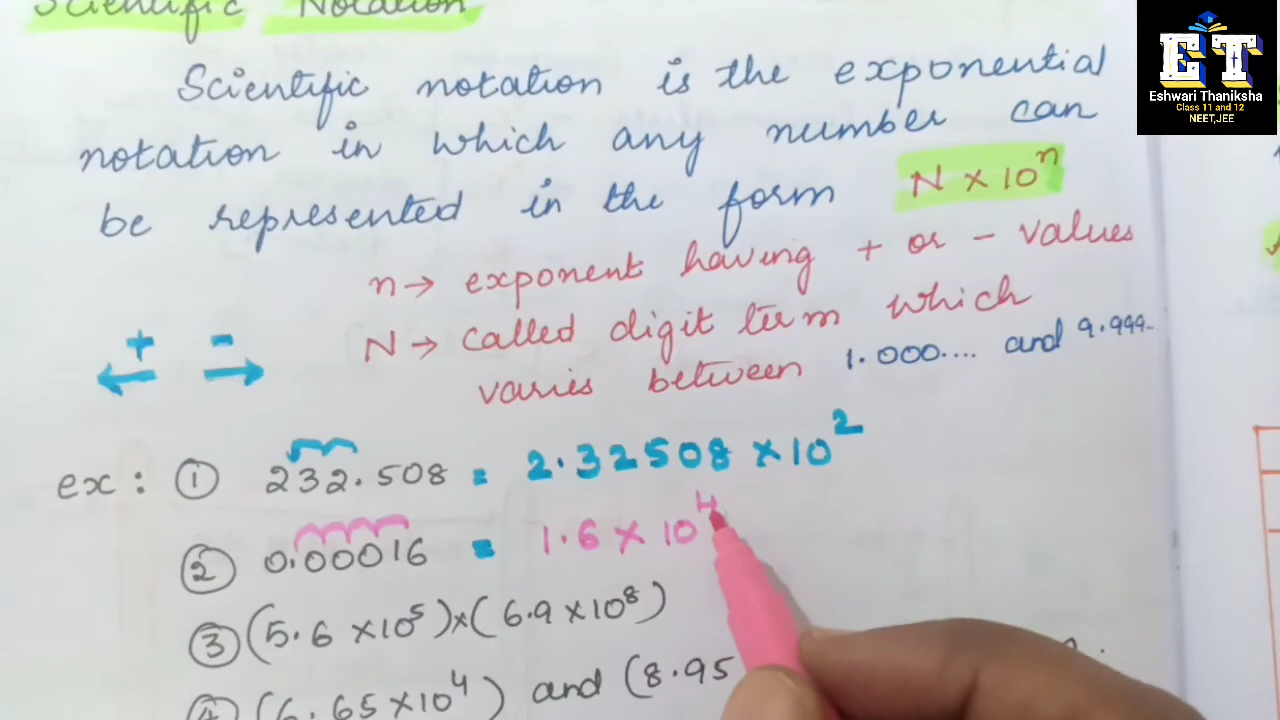 Scientific Notation
Scientific notation is the exponential
notation in which any number can
be represented in the form N × 10ⁿ
n → exponent having + or - values
N → called digit term which
varies between 1.000.... and 9.999..
+ -
ex: ① 232.508 = 2.32508 × 10²
② 0.00016 = 1.6 × 10⁴
③ (5.6 × 10⁵) × (6.9 × 10⁸)
④ (6.65 × 10⁴) and (8.95
ET
Eshwari Thaniksha
Class 11 and 12
NEET,JEE